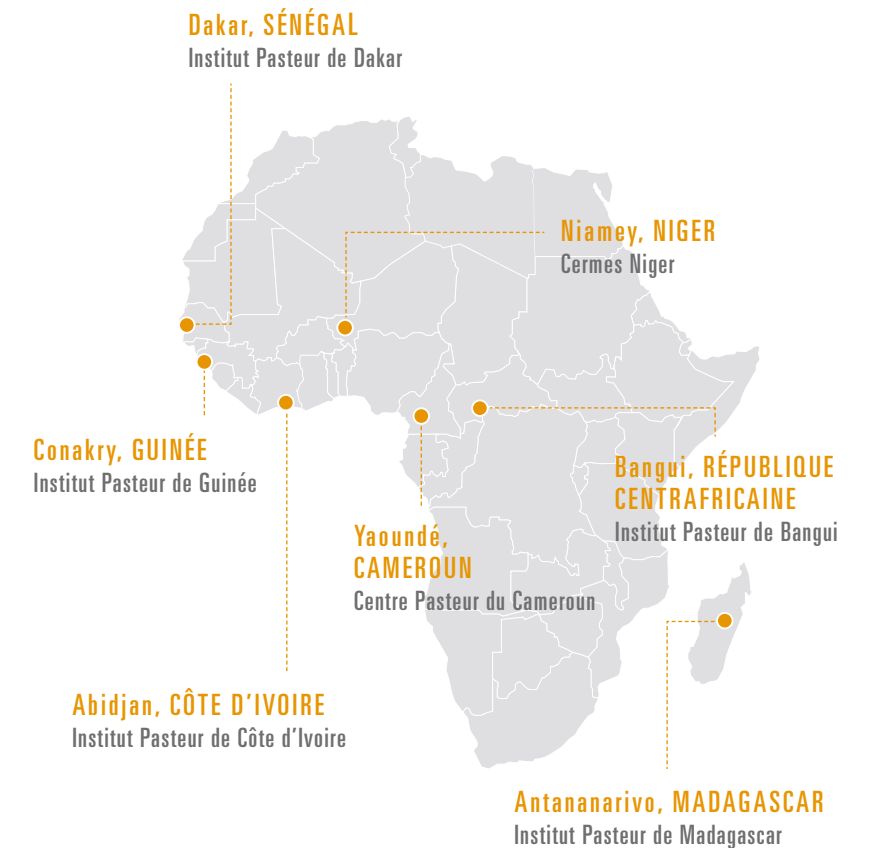 Dakar, SÉNÉGAL
Institut Pasteur de Dakar
Niamey, NIGER
Cermes Niger
Conakry, GUINÉE
Institut Pasteur de Guinée
Bangui, RÉPUBLIQUE
CENTRAFRICAINE
Institut Pasteur de Bangui
Yaoundé,
CAMEROUN
Centre Pasteur du Cameroun
Abidjan, CÔTE D’IVOIRE
Institut Pasteur de Côte d’Ivoire
Antananarivo, MADAGASCAR
Institut Pasteur de Madagascar